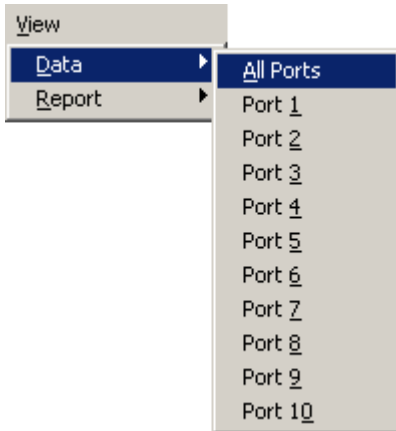 View
Data
Report
All Ports
Port 1
Port 2
Port 3
Port 4
Port 5
Port 6
Port 7
Port 8
Port 9
Port 10